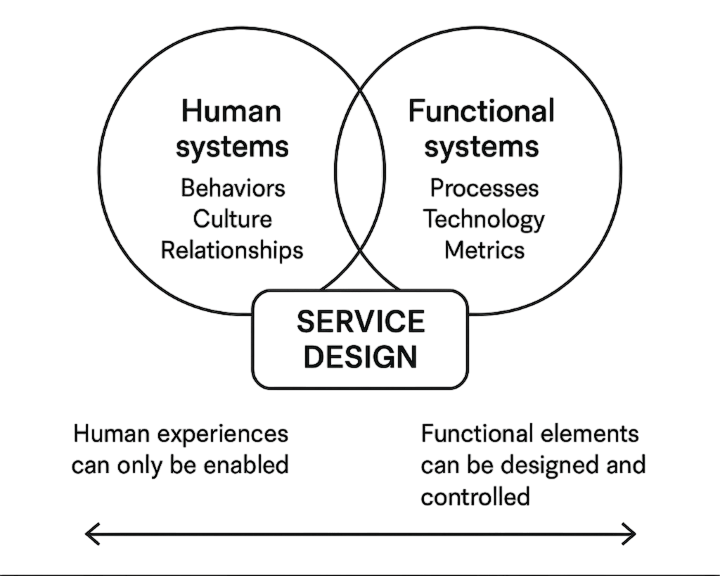 Human
systems
Behaviors
Culture
Relationships
Functional
systems
Processes
Technology
Metrics
SERVICE
DESIGN
Human experiences
can only be enabled
Functional elements
can be designed and
controlled